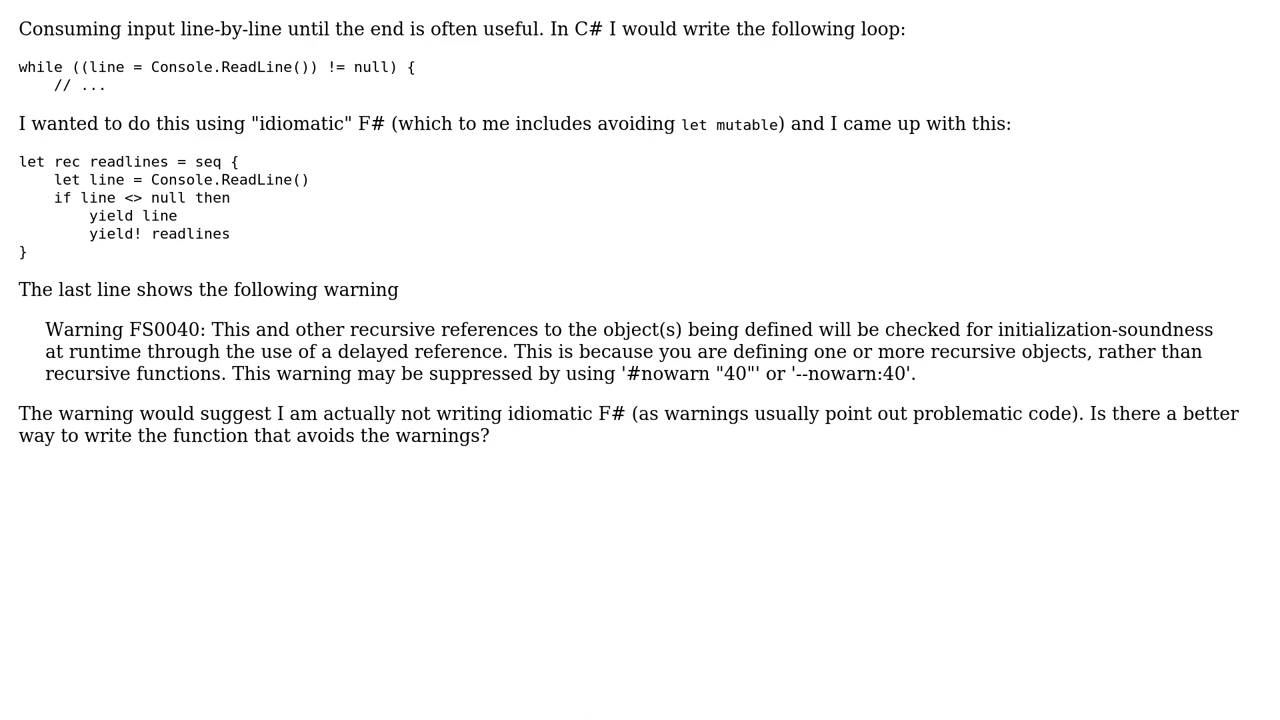 Consuming input line-by-line until the end is often useful. In C# I would write the following loop:
while ((line = Console.ReadLine()) != null) {
    // ...
I wanted to do this using "idiomatic" F# (which to me includes avoiding let mutable) and I came up with this:
let rec readlines = seq {
    let line = Console.ReadLine()
    if line <> null then
        yield line
        yield! readlines
}
The last line shows the following warning
Warning FS0040: This and other recursive references to the object(s) being defined will be checked for initialization-soundness
at runtime through the use of a delayed reference. This is because you are defining one or more recursive objects, rather than
recursive functions. This warning may be suppressed by using '#nowarn "40"' or '--nowarn:40'.
The warning would suggest I am actually not writing idiomatic F# (as warnings usually point out problematic code). Is there a better
way to write the function that avoids the warnings?